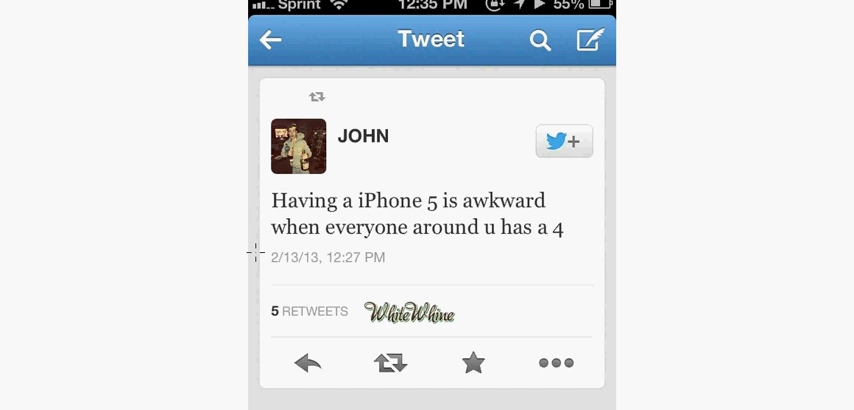 Sprint 12:35 PM 55%
Tweet
JOHN
Having a iPhone 5 is awkward
when everyone around u has a 4
2/13/13, 12:27 PM
5 RETWEETS WhiteWhine